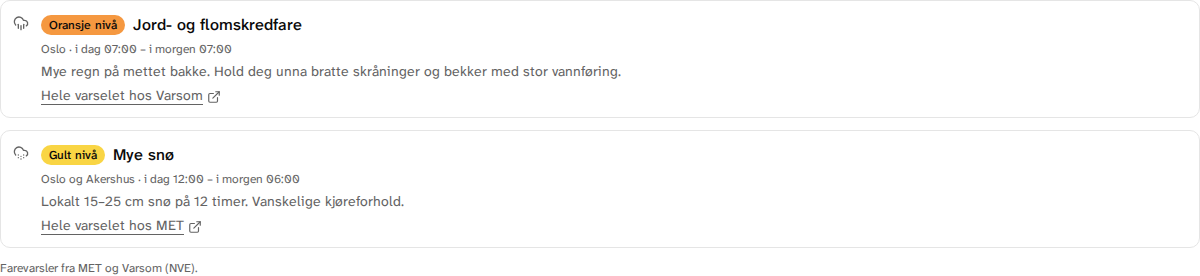 Oransje nivå Jord- og flomskredfare
Oslo · i dag 07:00 – i morgen 07:00
Mye regn på mettet bakke. Hold deg unna bratte skråninger og bekker med stor vannføring.
Hele varselet hos Varsom
Gult nivå Mye snø
Oslo og Akershus · i dag 12:00 – i morgen 06:00
Lokalt 15–25 cm snø på 12 timer. Vanskelige kjøreforhold.
Hele varselet hos MET
Farevarsler fra MET og Varsom (NVE).